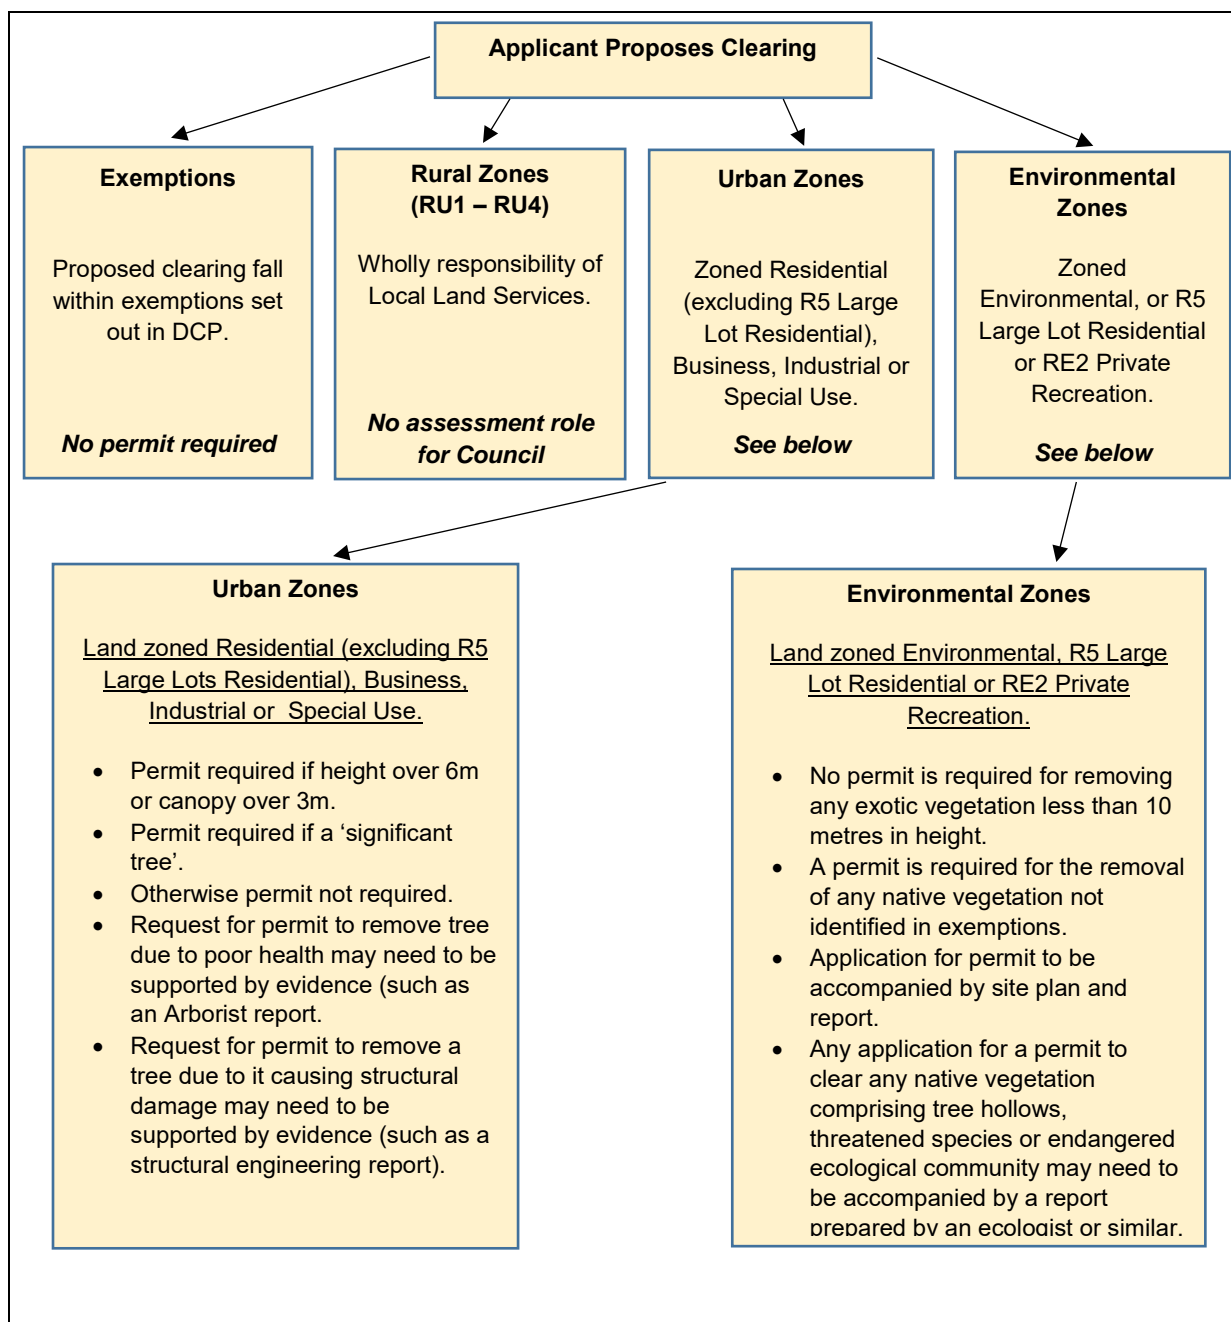 Applicant Proposes Clearing
Exemptions
Proposed clearing fall
within exemptions set
out in DCP.
No permit required
Rural Zones
(RU1 – RU4)
Wholly responsibility of
Local Land Services.
No assessment role
for Council
Urban Zones
Zoned Residential
(excluding R5 Large
Lot Residential),
Business, Industrial or
Special Use.
See below
Environmental
Zones
Zoned
Environmental, or R5
Large Lot Residential
or RE2 Private
Recreation.
See below
Urban Zones
Land zoned Residential (excluding R5
Large Lots Residential), Business,
Industrial or  Special Use.
• Permit required if height over 6m
or canopy over 3m.
• Permit required if a ‘significant
tree’.
• Otherwise permit not required.
• Request for permit to remove tree
due to poor health may need to be
supported by evidence (such as
an Arborist report.
• Request for permit to remove a
tree due to it causing structural
damage may need to be
supported by evidence (such as a
structural engineering report).
Environmental Zones
Land zoned Environmental, R5 Large
Lot Residential or RE2 Private
Recreation.
• No permit is required for removing
any exotic vegetation less than 10
metres in height.
• A permit is required for the removal
of any native vegetation not
identified in exemptions.
• Application for permit to be
accompanied by site plan and
report.
• Any application for a permit to
clear any native vegetation
comprising tree hollows,
threatened species or endangered
ecological community may need to
be accompanied by a report
prepared by an ecologist or similar.